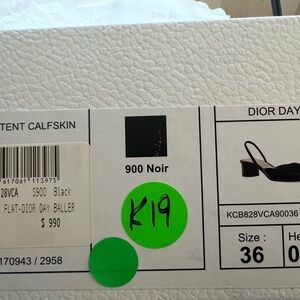 TENT CALFSKIN
DIOR DAY
617061 113975
28VCA S900 Black
FLAT-DIOR DAY BALLER
$ 990
170943 / 2958
900 Noir
K19
KCB828VCA90036
Size : He
36 0